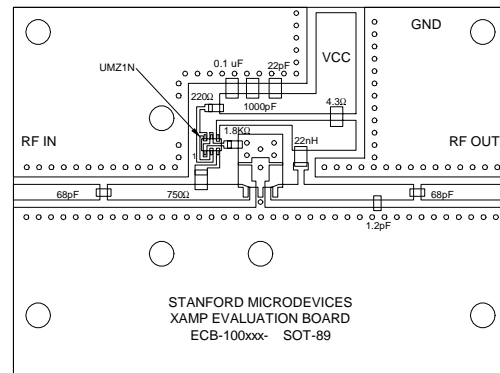 GND
VCC
0.1 uF
22pF
UMZ1N
220Ω
1000pF
4.3Ω
1.8KΩ
RF IN
22nH
RF OUT
1
68pF
750Ω
68pF
1.2pF
STANFORD MICRODEVICES
XAMP EVALUATION BOARD
ECB-100xxx- SOT-89